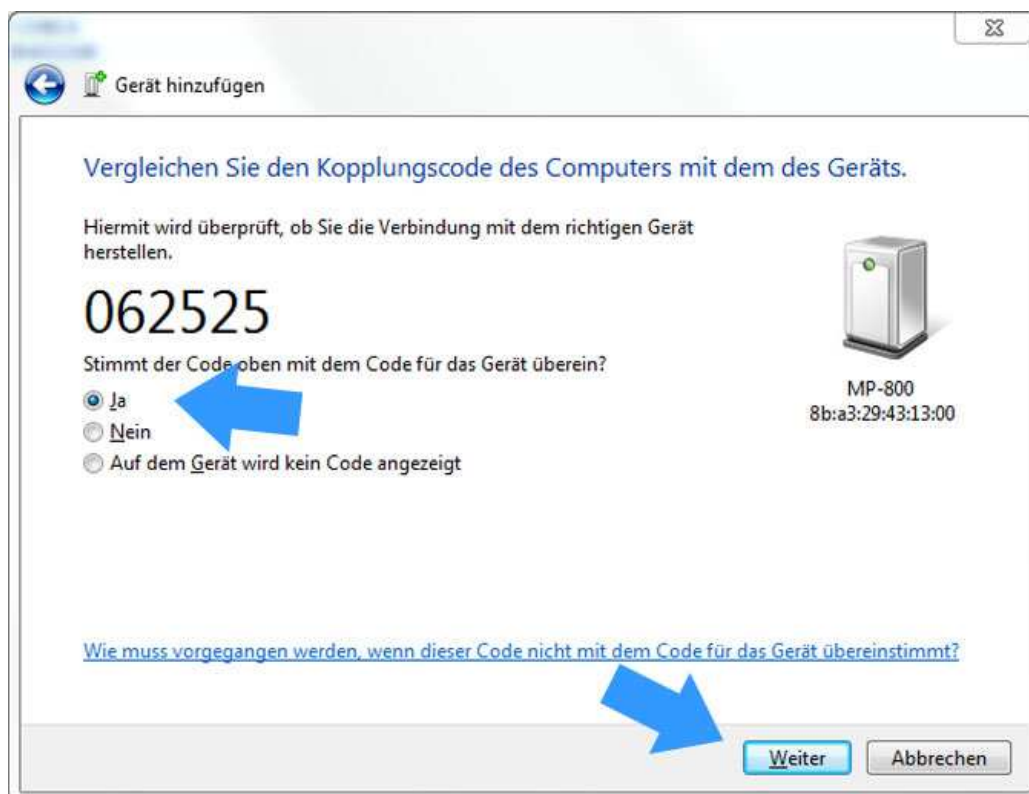 Gerät hinzufügen
Vergleichen Sie den Kopplungscode des Computers mit dem des Geräts.
Hiermit wird überprüft, ob Sie die Verbindung mit dem richtigen Gerät
herstellen.
062525
Stimmt der Code oben mit dem Code für das Gerät überein?
Ja
Nein
Auf dem Gerät wird kein Code angezeigt
MP-800
8b:a3:29:43:13:00
Wie muss vorgegangen werden, wenn dieser Code nicht mit dem Code für das Gerät übereinstimmt?
Weiter
Abbrechen